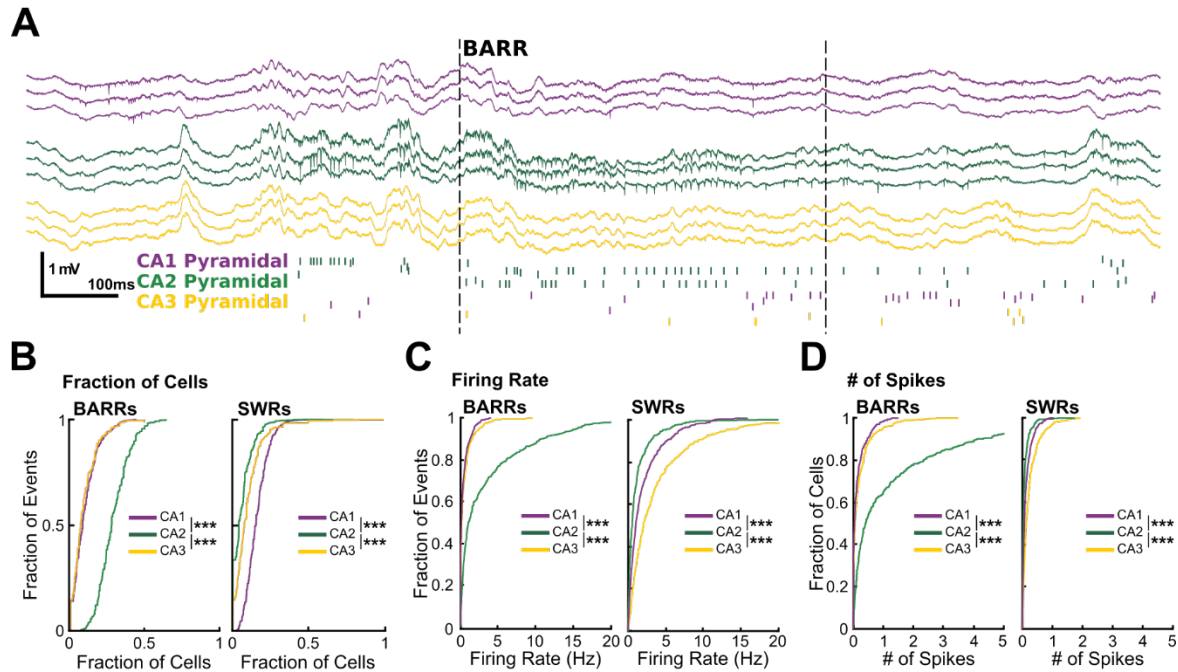 A
BARR
1 mV
100ms
CA1 Pyramidal
CA2 Pyramidal
CA3 Pyramidal
B
Fraction of Cells
BARRs
SWRs
Fraction of Events
1
0.5
0
CA1
CA2
CA3
***
***
CA1
CA2
CA3
***
***
0
0.5
1
0
0.5
1
Fraction of Cells
Fraction of Cells
C
Firing Rate
BARRs
SWRs
Fraction of Events
1
0.8
0.6
0.4
0.2
0
CA1
CA2
CA3
***
***
CA1
CA2
CA3
***
***
0
5
10
15
20
0
5
10
15
20
Firing Rate (Hz)
Firing Rate (Hz)
D
# of Spikes
BARRs
SWRs
Fraction of Cells
1
0.8
0.6
0.4
0.2
0
CA1
CA2
CA3
***
***
CA1
CA2
CA3
***
***
0
1
2
3
4
5
0
1
2
3
4
5
# of Spikes
# of Spikes